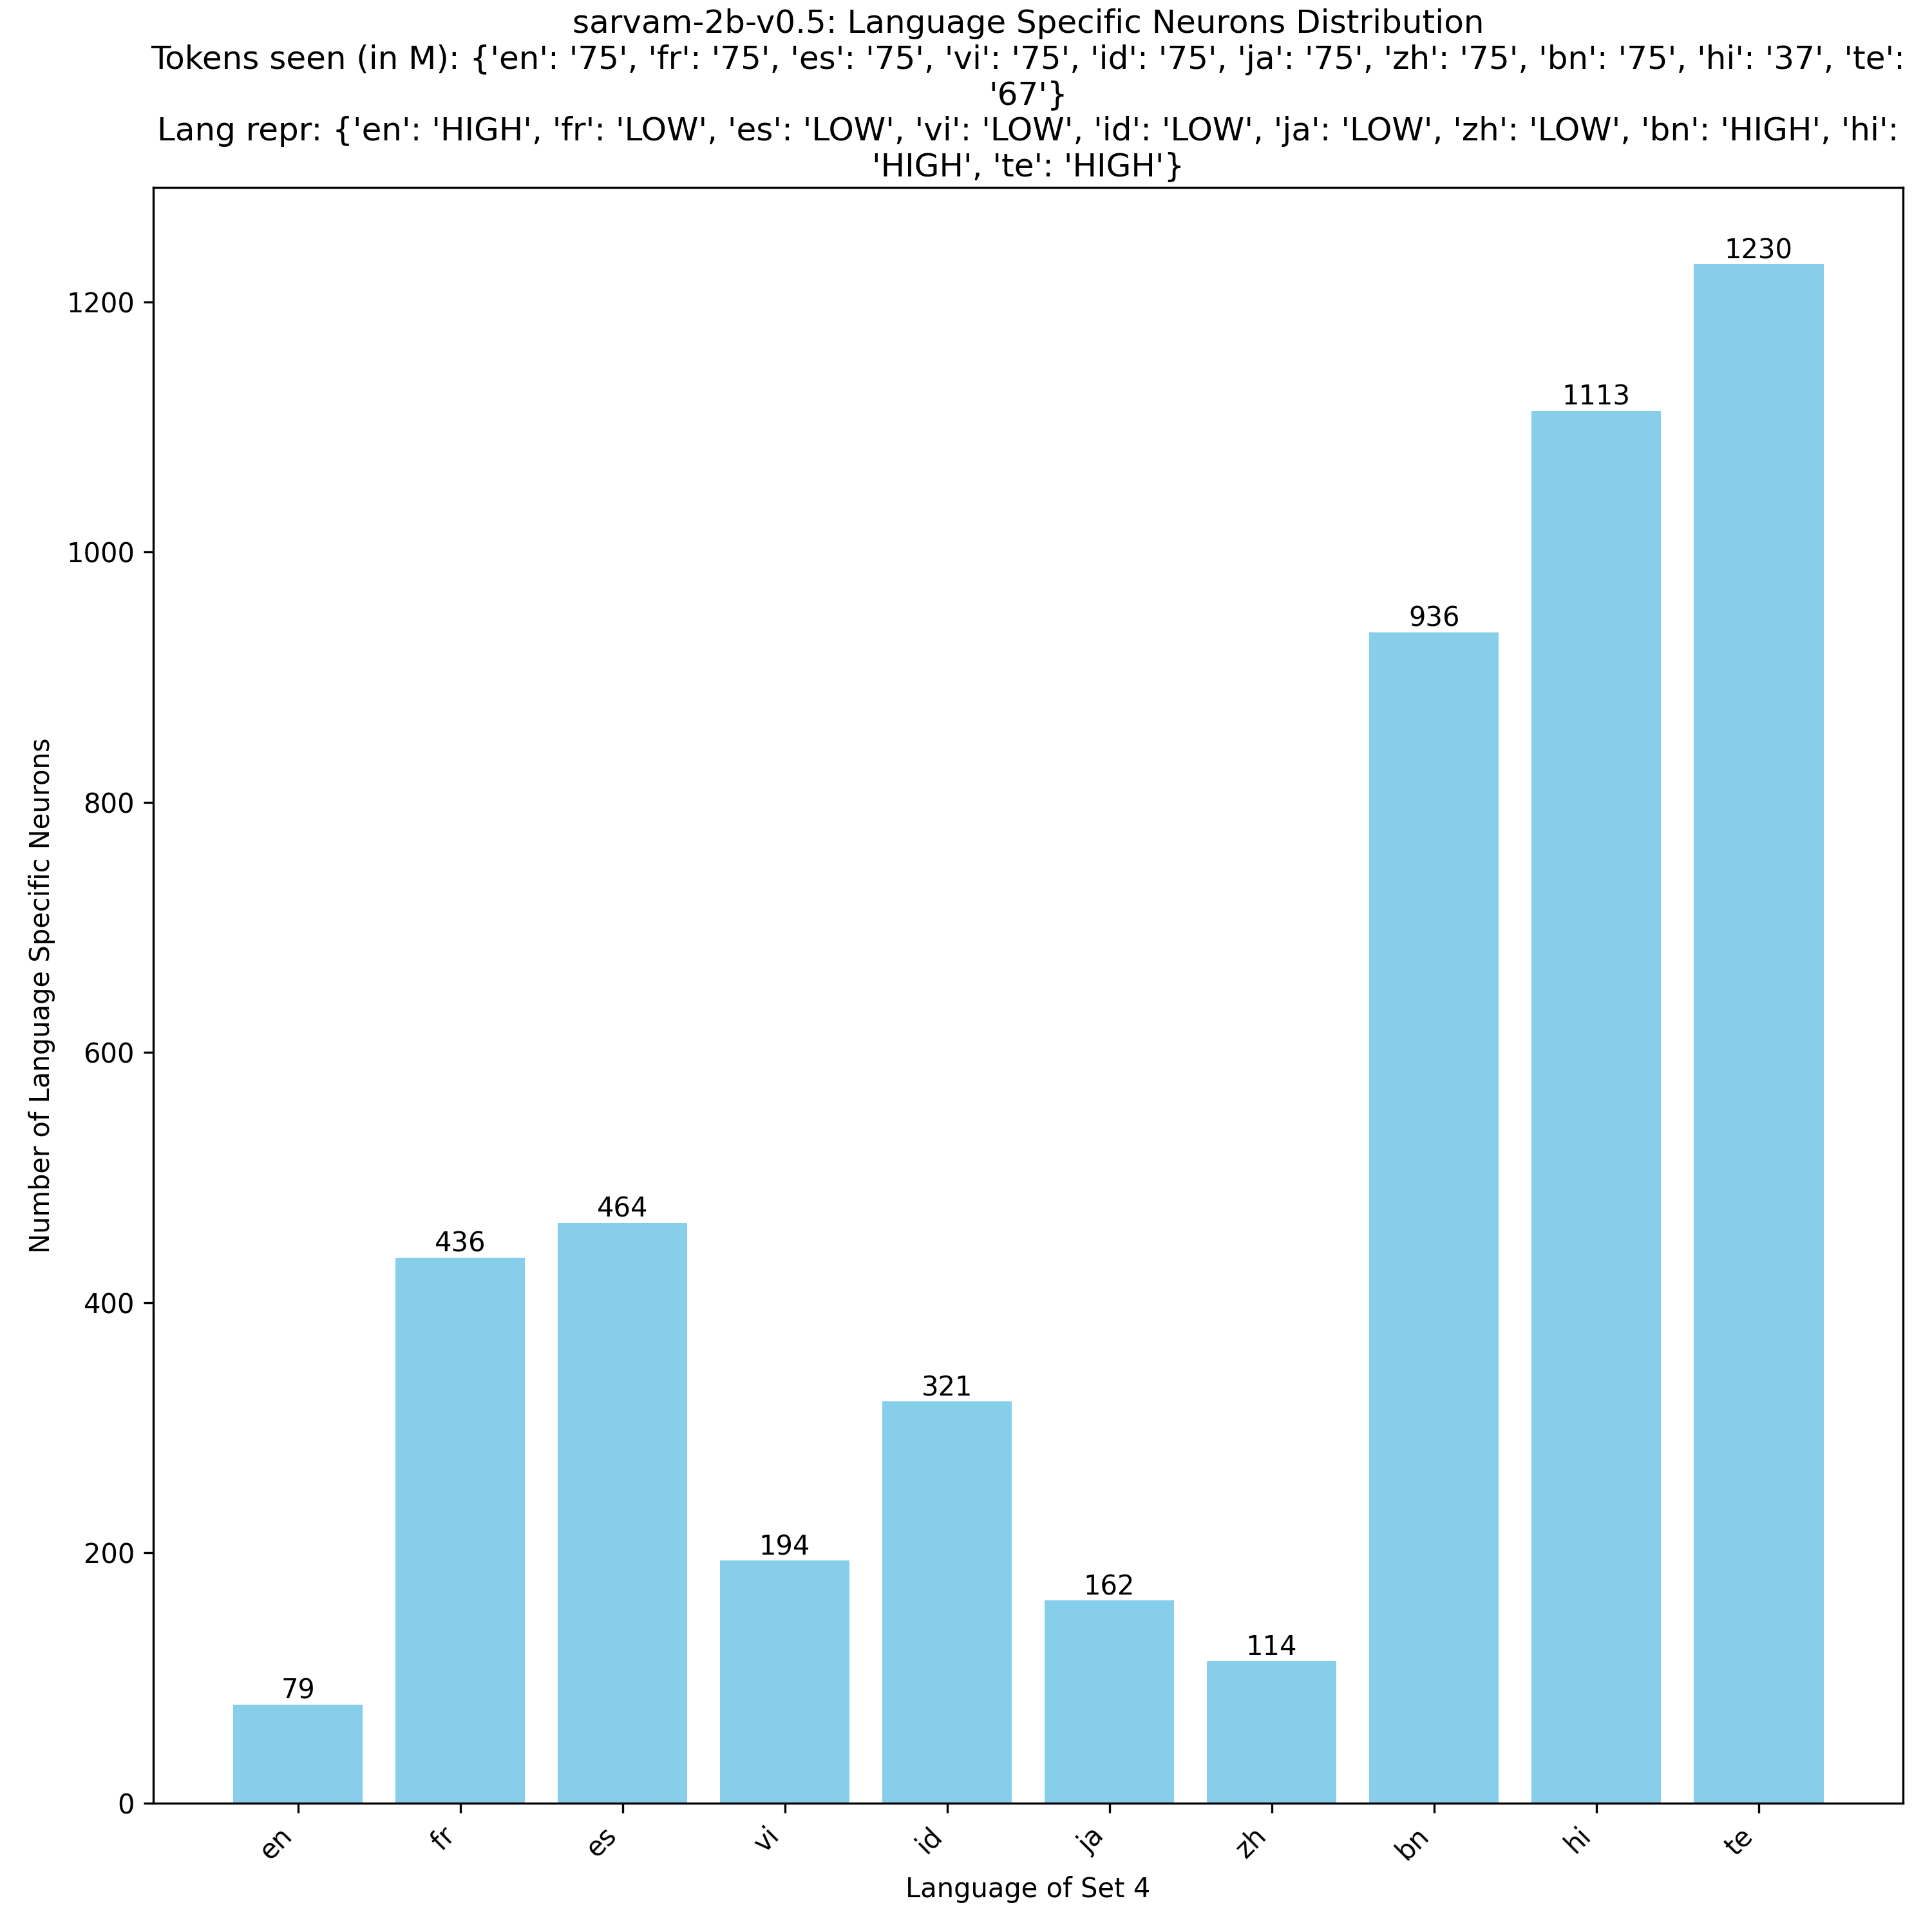 sarvam-2b-v0.5: Language Specific Neurons Distribution
Tokens seen (in M): {'en': '75', 'fr': '75', 'es': '75', 'vi': '75', 'id': '75', 'ja': '75', 'zh': '75', 'bn': '75', 'hi': '37', 'te':
'67'}
Lang repr: {'en': 'HIGH', 'fr': 'LOW', 'es': 'LOW', 'vi': 'LOW', 'id': 'LOW', 'ja': 'LOW', 'zh': 'LOW', 'bn': 'HIGH', 'hi':
'HIGH', 'te': 'HIGH'}
Number of Language Specific Neurons
1200
1000
800
600
400
200
0
79
436
464
194
321
162
114
936
1113
1230
en
fr
es
vi
id
ja
zh
bn
hi
te
Language of Set 4